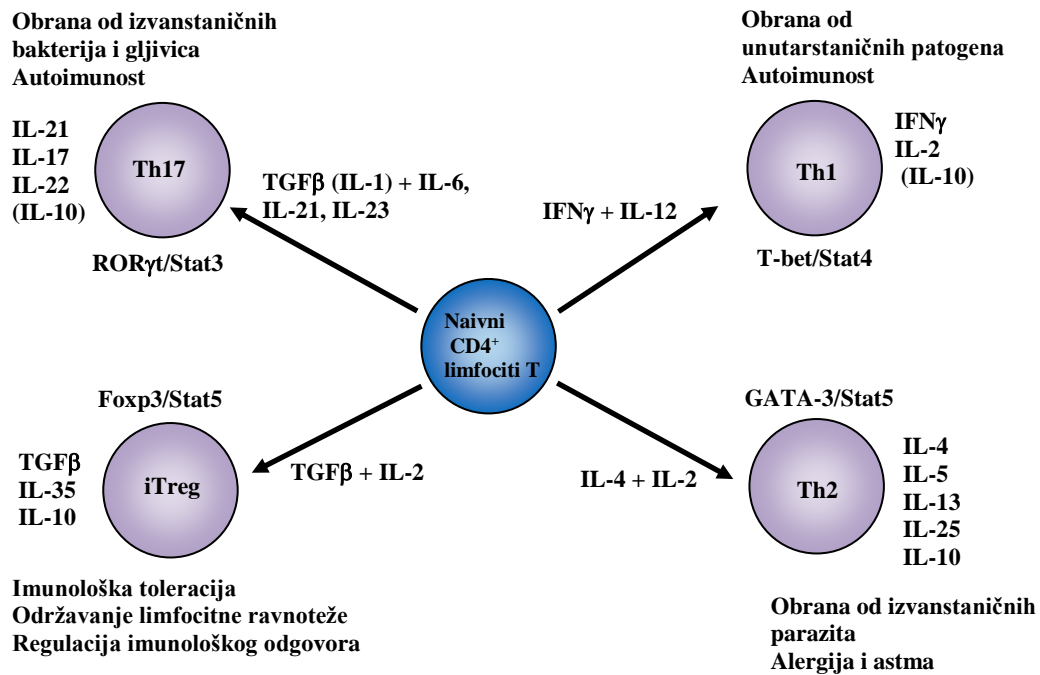 Obrana od izvanstaničnih
bakterija i gljivica
Autoimunost
IL-21
IL-17
IL-22
(IL-10)
Th17
TGFβ (IL-1) + IL-6,
IL-21, IL-23
RORγt/Stat3
Obrana od
unutarstaničnih patogena
Autoimunost
Th1
IFNγ
IL-2
(IL-10)
IFNγ + IL-12
T-bet/Stat4
Naivni
CD4⁺
limfociti T
Foxp3/Stat5
TGFβ
IL-35
IL-10
iTreg
TGFβ + IL-2
Imunološka toleracija
Održavanje limfocitne ravnoteže
Regulacija imunološkog odgovora
GATA-3/Stat5
IL-4 + IL-2
Th2
IL-4
IL-5
IL-13
IL-25
IL-10
Obrana od izvanstaničnih
parazita
Alergija i astma